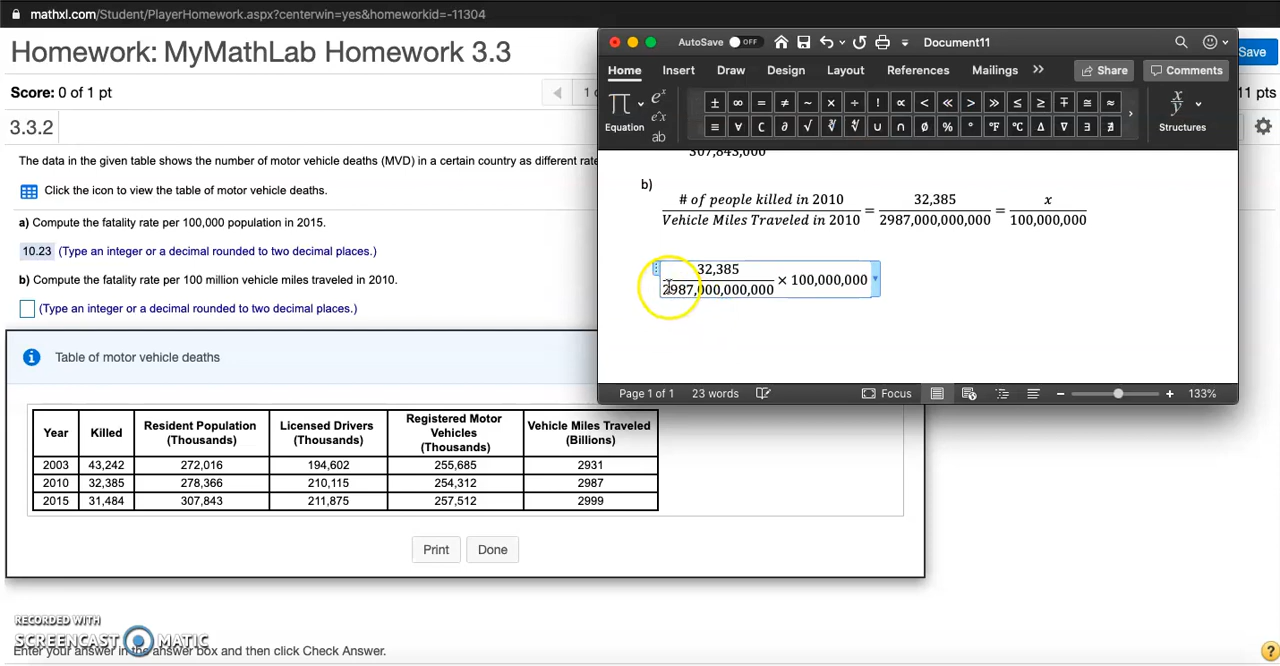 mathxl.com/Student/PlayerHomework.aspx?centerwin=yes&homeworkid=-11304
Homework: MyMathLab Homework 3.3
Save
Score: 0 of 1 pt
11 pts
3.3.2
The data in the given table shows the number of motor vehicle deaths (MVD) in a certain country as different rate
Click the icon to view the table of motor vehicle deaths.
a) Compute the fatality rate per 100,000 population in 2015.
10.23 (Type an integer or a decimal rounded to two decimal places.)
b) Compute the fatality rate per 100 million vehicle miles traveled in 2010.
(Type an integer or a decimal rounded to two decimal places.)
Table of motor vehicle deaths
Year Killed Resident Population (Thousands) Licensed Drivers (Thousands) Registered Motor Vehicles (Thousands) Vehicle Miles Traveled (Billions)
2003 43,242 272,016 194,602 255,685 2931
2010 32,385 278,366 210,115 254,312 2987
2015 31,484 307,843 211,875 257,512 2999
Print Done
RECORDED WITH
SCREENCAST MATIC
Enter your answer in the answer box and then click Check Answer.
?
AutoSave OFF Document11
Home Insert Draw Design Layout References Mailings >> Share Comments
π e^x ± ∞ = ≠ ~ × ÷ ! ∝ < ≪ > ≫ ≤ ≥ ∓ ≅ ≈ x/y
e^x
Equation ab ≡ ∀ C ∂ √ ∛ ∜ ∪ ∩ ∅ % ° °F °C ∆ ∇ ∃ ∄ Structures
307,843,000
b)
# of people killed in 2010 32,385 x
= =
Vehicle Miles Traveled in 2010 2987,000,000,000 100,000,000
32,385
× 100,000,000
2987,000,000,000
Page 1 of 1 23 words Focus − + 133%